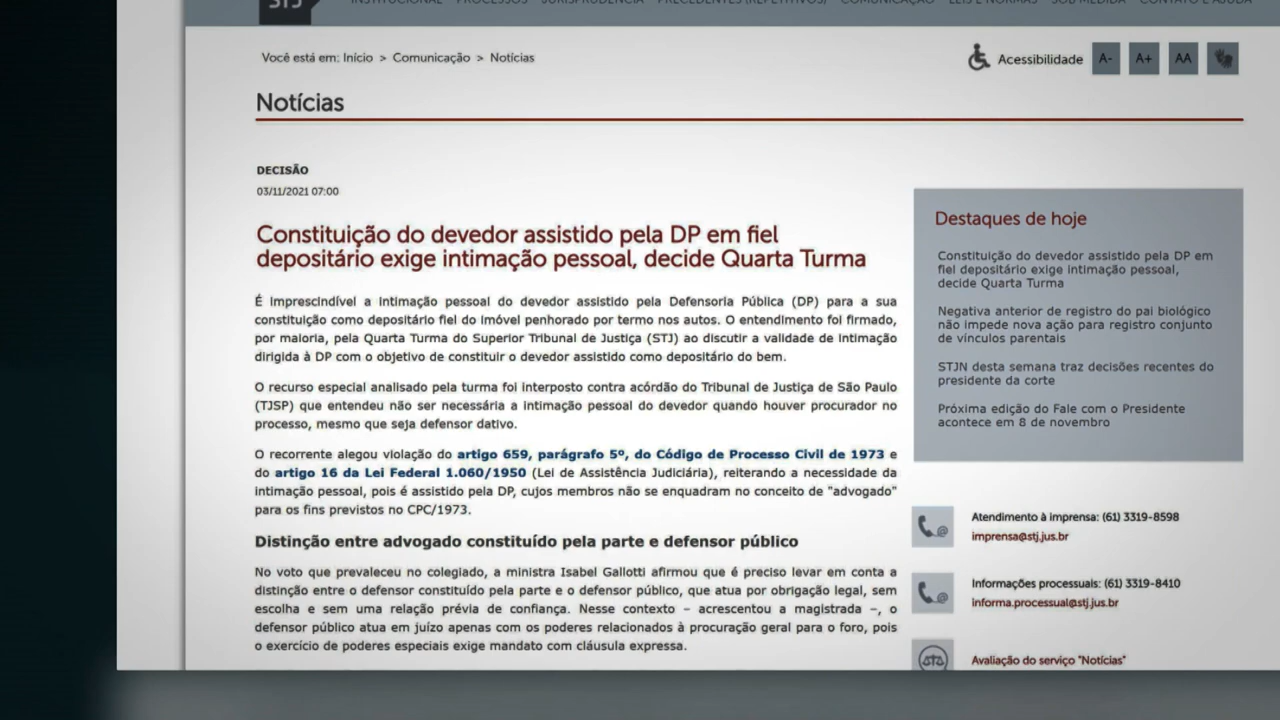 STJ
INSTITUCIONAL PROCESSOS JURISPRUDÊNCIA PRECEDENTES (REPETITIVOS) COMUNICAÇÃO LEIS E NORMAS SOB MEDIDA CONTATO E AJUDA
Você está em: Início > Comunicação > Notícias
Acessibilidade A- A+ AA
Notícias
DECISÃO
03/11/2021 07:00
Constituição do devedor assistido pela DP em fiel
depositário exige intimação pessoal, decide Quarta Turma
É imprescindível a intimação pessoal do devedor assistido pela Defensoria Pública (DP) para a sua
constituição como depositário fiel do imóvel penhorado por termo nos autos. O entendimento foi firmado,
por maioria, pela Quarta Turma do Superior Tribunal de Justiça (STJ) ao discutir a validade de intimação
dirigida à DP com o objetivo de constituir o devedor assistido como depositário do bem.
O recurso especial analisado pela turma foi interposto contra acórdão do Tribunal de Justiça de São Paulo
(TJSP) que entendeu não ser necessária a intimação pessoal do devedor quando houver procurador no
processo, mesmo que seja defensor dativo.
O recorrente alegou violação do artigo 659, parágrafo 5º, do Código de Processo Civil de 1973 e
do artigo 16 da Lei Federal 1.060/1950 (Lei de Assistência Judiciária), reiterando a necessidade da
intimação pessoal, pois é assistido pela DP, cujos membros não se enquadram no conceito de "advogado"
para os fins previstos no CPC/1973.
Distinção entre advogado constituído pela parte e defensor público
No voto que prevaleceu no colegiado, a ministra Isabel Gallotti afirmou que é preciso levar em conta a
distinção entre o defensor constituído pela parte e o defensor público, que atua por obrigação legal, sem
escolha e sem uma relação prévia de confiança. Nesse contexto – acrescentou a magistrada –, o
defensor público atua em juízo apenas com os poderes relacionados à procuração geral para o foro, pois
o exercício de poderes especiais exige mandato com cláusula expressa.
Destaques de hoje
Constituição do devedor assistido pela DP em
fiel depositário exige intimação pessoal,
decide Quarta Turma
Negativa anterior de registro do pai biológico
não impede nova ação para registro conjunto
de vínculos parentais
STJN desta semana traz decisões recentes do
presidente da corte
Próxima edição do Fale com o Presidente
acontece em 8 de novembro
Atendimento à imprensa: (61) 3319-8598
imprensa@stj.jus.br
Informações processuais: (61) 3319-8410
informa.processual@stj.jus.br
Avaliação do serviço "Notícias"